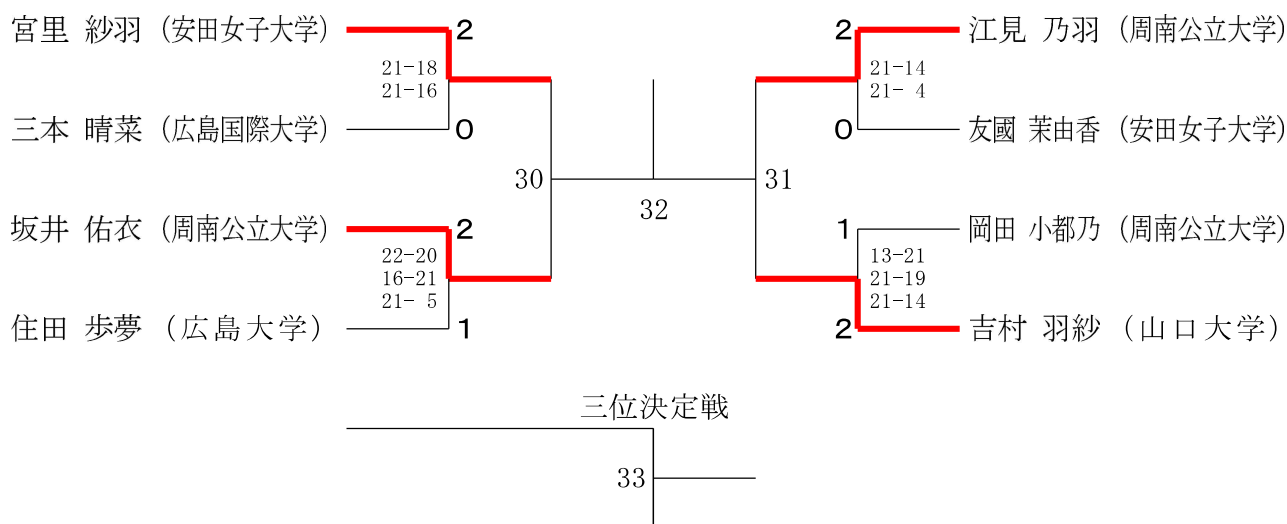 宮里 紗羽 (安田女子大学) 2
21-18
21-16
三本 晴菜 (広島国際大学) 0
30
坂井 佑衣 (周南公立大学) 2
22-20
16-21
21- 5
住田 歩夢 (広島大学) 1
32
2 江見 乃羽 (周南公立大学)
21-14
21- 4
0 友國 茉由香 (安田女子大学)
31
1 岡田 小都乃 (周南公立大学)
13-21
21-19
21-14
2 吉村 羽紗 (山口大学)
三位決定戦
33